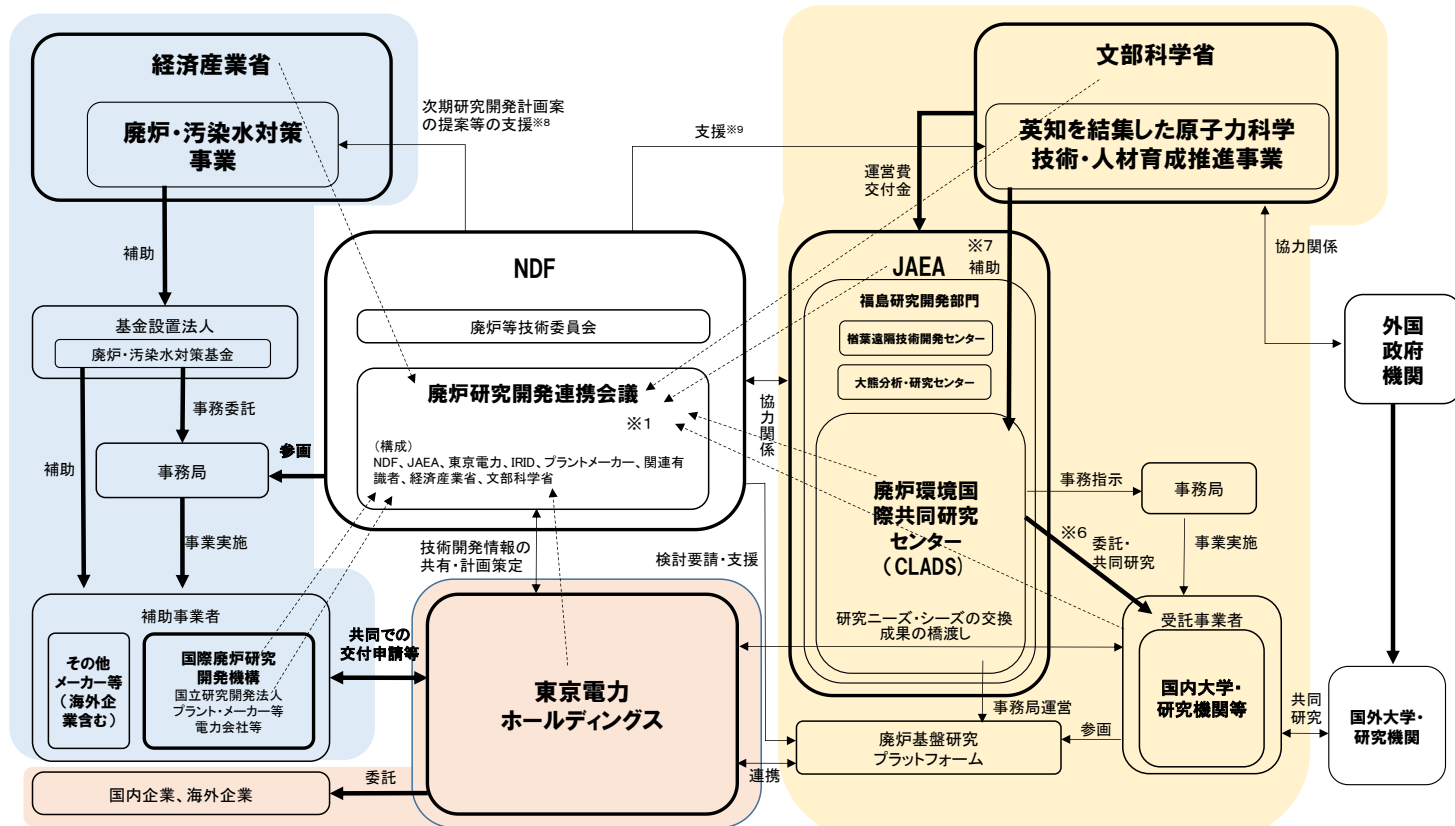 経済産業省
廃炉・汚染水対策
事業
次期研究開発計画案
の提案等の支援※8
支援※9
文部科学省
英知を結集した原子力科学
技術・人材育成推進事業
運営費
交付金
補助
NDF
廃炉等技術委員会
廃炉研究開発連携会議
※1
（構成）
NDF、JAEA、東京電力、IRID、プラントメーカー、関連有
識者、経済産業省、文部科学省
※7
補助
JAEA
福島研究開発部門
楢葉遠隔技術開発センター
大熊分析・研究センター
協力関係
外国
政府
機関
基金設置法人
廃炉・汚染水対策基金
事務委託
補助
参画
事務局
事業実施
協
力
関
係
廃炉環境国
際共同研究
センター
（CLADS)
研究ニーズ・シーズの交換
成果の橋渡し
事務指示
事務局
※6
委託・
共同研究
事業実施
技術開発情報の
共有・計画策定
検討要請・支援
補助事業者
その他
メーカー等
（海外企
業含む）
国際廃炉研究
開発機構
国立研究開発法人
プラント・メーカー等
電力会社等
共同での
交付申請等
東京電力
ホールディングス
受託事業者
国内大学・
研究機関等
共同
研究
国外大学・
研究機関
事務局運営
廃炉基盤研究
プラットフォーム
参画
連携
委託
国内企業、海外企業